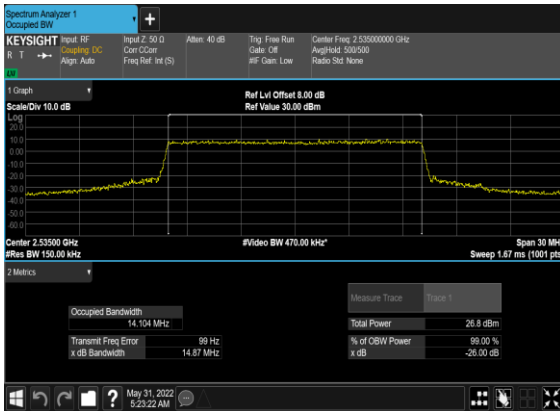 Spectrum Analyzer 1
Occupied BW
+
KEYSIGHT
R T
Input: RF
Coupling: DC
Align: Auto
Input Z: 50 Ω
Corr CCorr
Freq Ref: Int (S)
Atten: 40 dB
Trig: Free Run
Gate: Off
#IF Gain: Low
Center Freq: 2.535000000 GHz
Avg|Hold: 500/500
Radio Std: None
1 Graph
Scale/Div 10.0 dB
Ref Lvl Offset 8.00 dB
Ref Value 30.00 dBm
Log
20.0
10.0
0.00
-10.0
-20.0
-30.0
-40.0
-50.0
-60.0
Center 2.53500 GHz
#Res BW 150.00 kHz
#Video BW 470.00 kHz*
Span 30 MH
Sweep 1.67 ms (1001 pts
2 Metrics
Measure Trace
Trace 1
Occupied Bandwidth
14.104 MHz
Total Power
26.8 dBm
Transmit Freq Error
99 Hz
% of OBW Power
99.00 %
x dB Bandwidth
14.87 MHz
x dB
-26.00 dB
?
May 31, 2022
5:23:22 AM